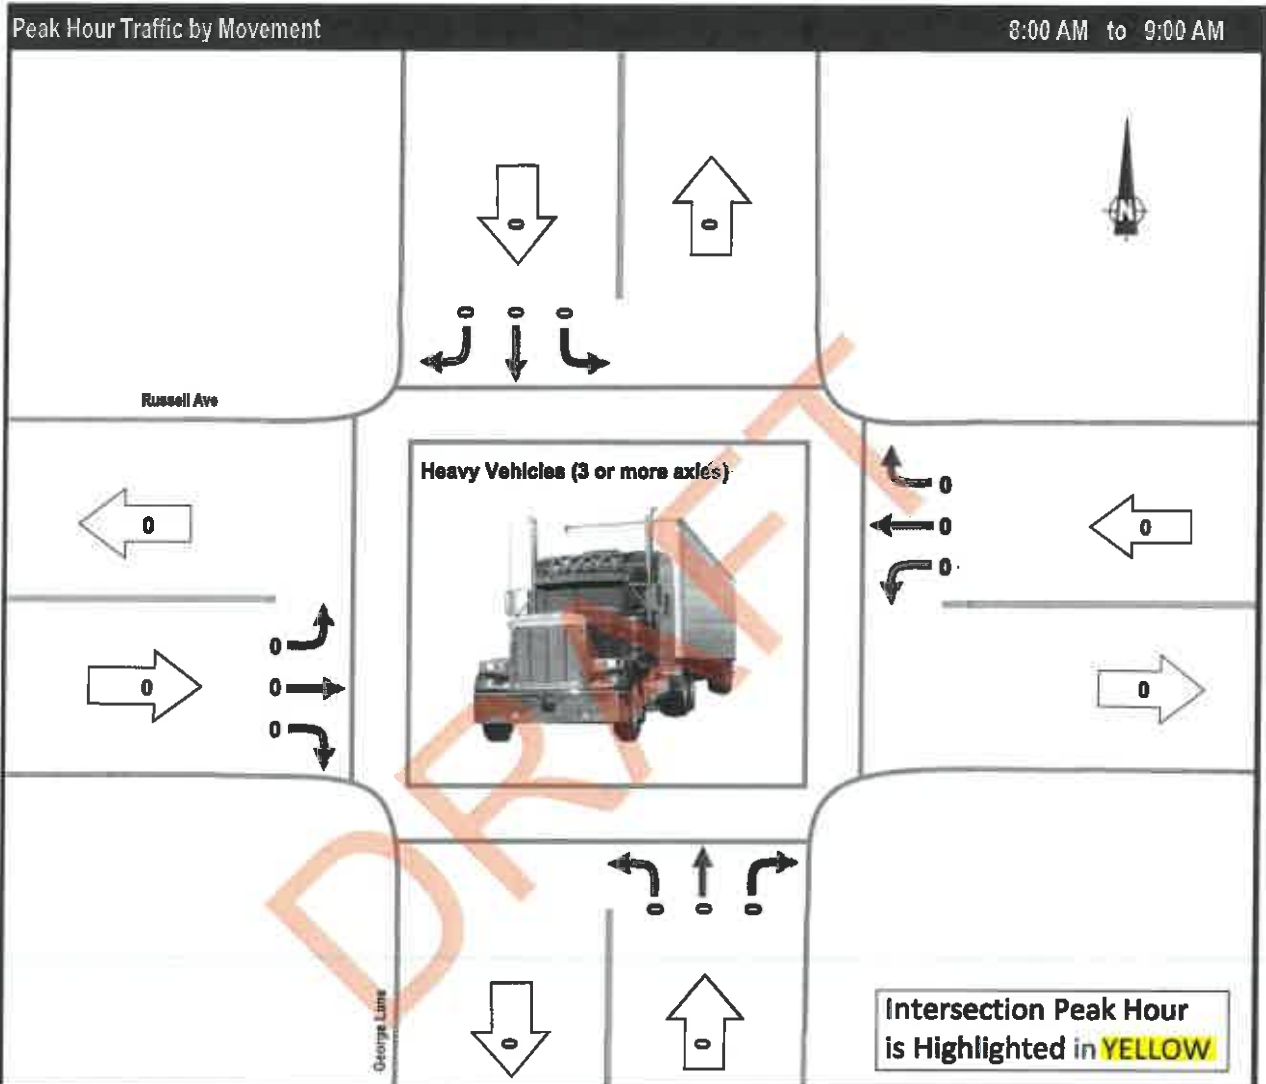 Peak Hour Traffic by Movement 8:00 AM to 9:00 AM
N
0 0
0 0 0
Russell Ave
Heavy Vehicles (3 or more axles)
0
0 0 0
0
0
0 0 0
0
DRAFT
0 0 0
George Lane
0 0
Intersection Peak Hour
is Highlighted in YELLOW